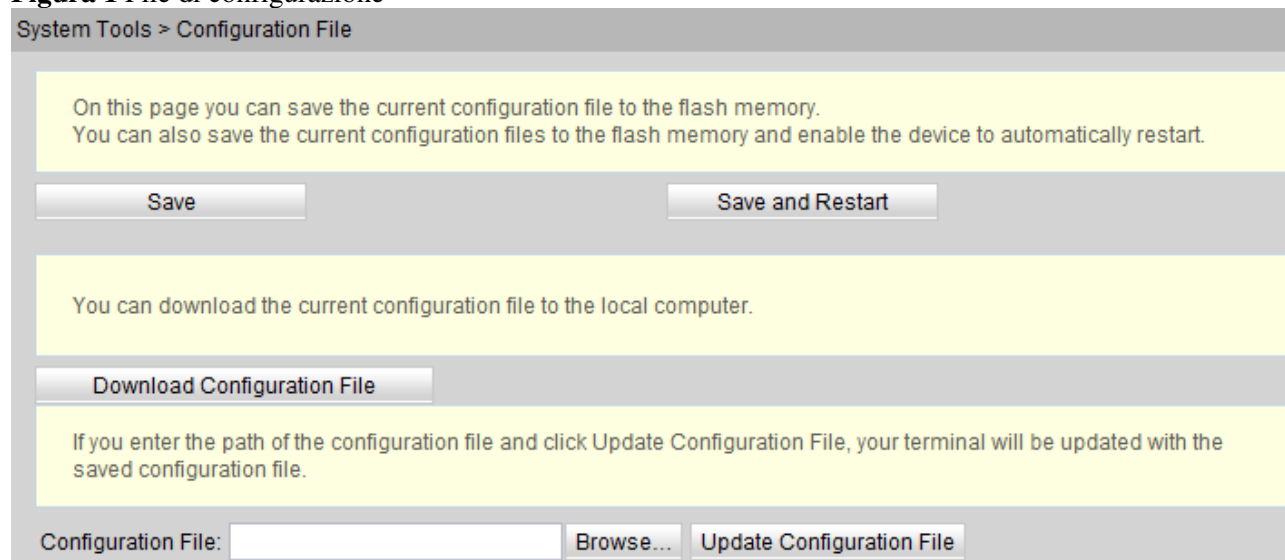 Figura 1 File di configurazione
System Tools > Configuration File
On this page you can save the current configuration file to the flash memory.
You can also save the current configuration files to the flash memory and enable the device to automatically restart.
Save
Save and Restart
You can download the current configuration file to the local computer.
Download Configuration File
If you enter the path of the configuration file and click Update Configuration File, your terminal will be updated with the
saved configuration file.
Configuration File:
Browse...
Update Configuration File